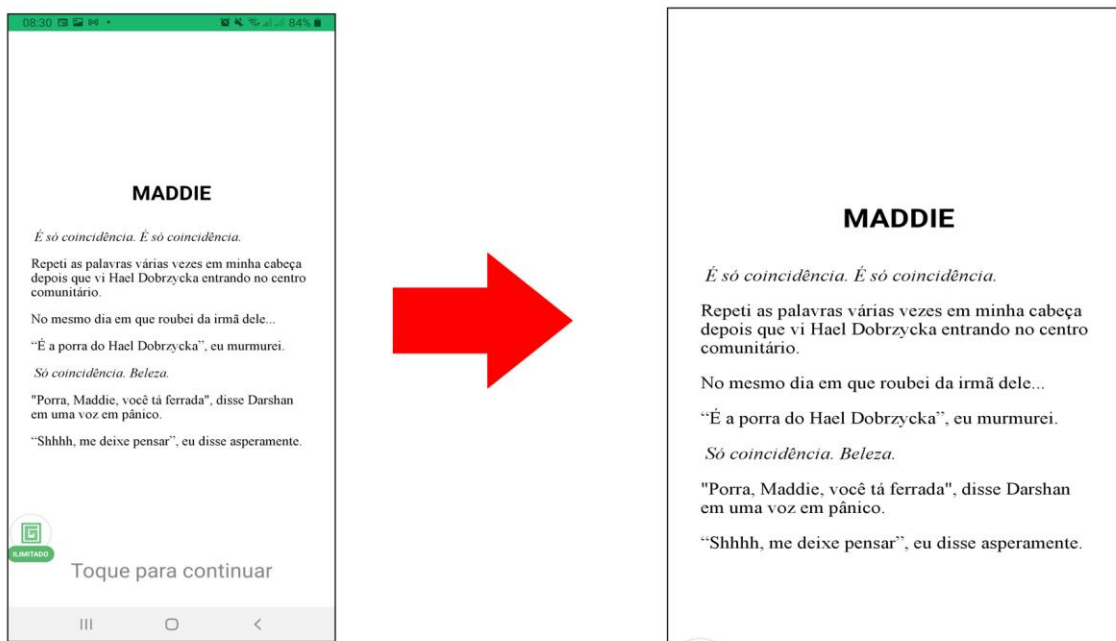 08:30
84%
MADDIE
É só coincidência. É só coincidência.
Repeti as palavras várias vezes em minha cabeça
depois que vi Hael Dobrzycka entrando no centro
comunitário.
No mesmo dia em que roubei da irmã dele...
“É a porra do Hael Dobrzycka”, eu murmurei.
Só coincidência. Beleza.
"Porra, Maddie, você tá ferrada", disse Darshan
em uma voz em pânico.
“Shhhh, me deixe pensar”, eu disse asperamente.
ILIMITADO
Toque para continuar
MADDIE
É só coincidência. É só coincidência.
Repeti as palavras várias vezes em minha cabeça
depois que vi Hael Dobrzycka entrando no centro
comunitário.
No mesmo dia em que roubei da irmã dele...
“É a porra do Hael Dobrzycka”, eu murmurei.
Só coincidência. Beleza.
"Porra, Maddie, você tá ferrada", disse Darshan
em uma voz em pânico.
“Shhhh, me deixe pensar”, eu disse asperamente.